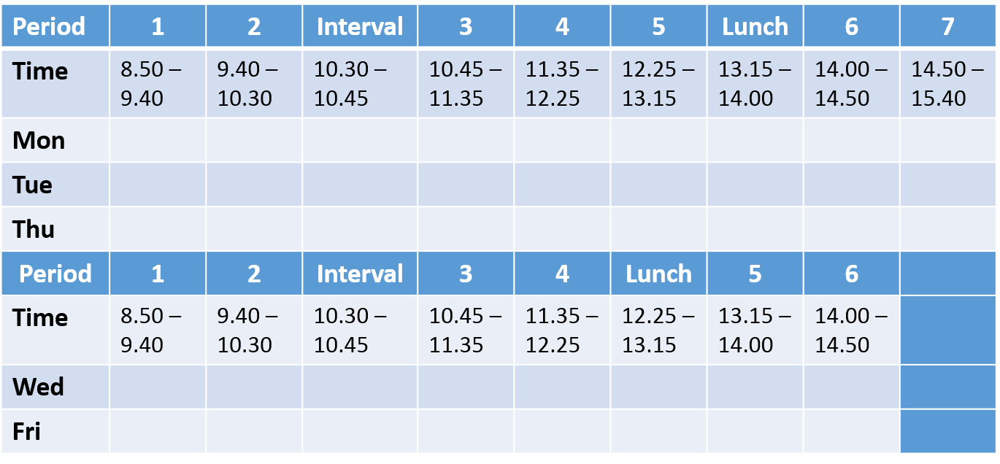 Period 1 2 Interval 3 4 5 Lunch 6 7
Time 8.50 – 9.40 – 10.30 – 10.45 – 11.35 – 12.25 – 13.15 – 14.00 – 14.50 –
9.40 10.30 10.45 11.35 12.25 13.15 14.00 14.50 15.40
Mon
Tue
Thu
Period 1 2 Interval 3 4 Lunch 5 6
Time 8.50 – 9.40 – 10.30 – 10.45 – 11.35 – 12.25 – 13.15 – 14.00 –
9.40 10.30 10.45 11.35 12.25 13.15 14.00 14.50
Wed
Fri